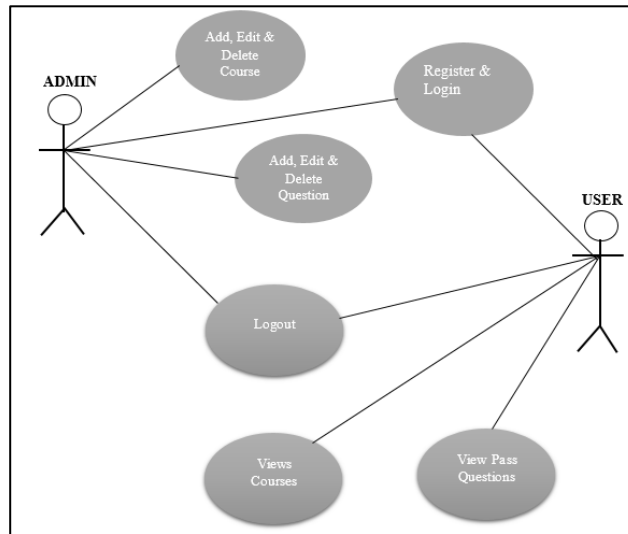 Add, Edit &
Delete
Course
ADMIN
Register &
Login
Add, Edit &
Delete
Question
USER
Logout
Views
Courses
View Pass
Questions